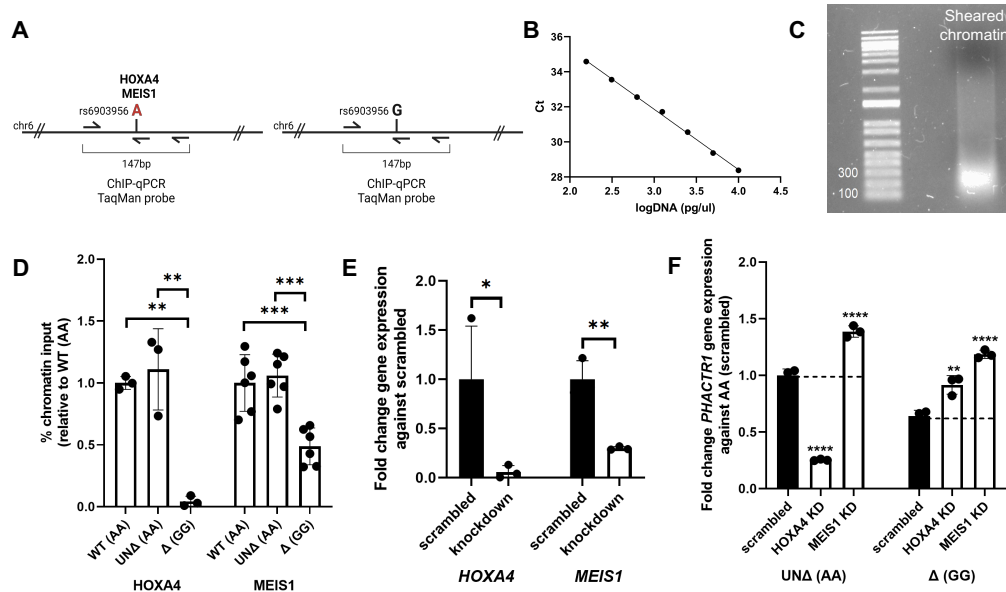 A
HOXA4
MEIS1
rs6903956 A
chr6
147bp
ChIP-qPCR
TaqMan probe
rs6903956 G
chr6
147bp
ChIP-qPCR
TaqMan probe
B
36
34
32
30
28
Ct
2.0 2.5 3.0 3.5 4.0 4.5
logDNA (pg/ul)
C
Sheared
chromatin
300
100
D
% chromatin input
(relative to WT (AA)
2.0
1.5
1.0
0.5
0.0
**
**
***
***
WT (AA)
UNΔ (AA)
Δ (GG)
WT (AA)
UNΔ (AA)
Δ (GG)
HOXA4 MEIS1
E
Fold change gene expression
against scrambled
2.0
1.5
1.0
0.5
0.0
*
**
scrambled
knockdown
scrambled
knockdown
HOXA4 MEIS1
F
Fold change PHACTR1 gene expression
against AA (scrambled)
2.0
1.5
1.0
0.5
0.0
****
****
**
****
scrambled
HOXA4 KD
MEIS1 KD
scrambled
HOXA4 KD
MEIS1 KD
UNΔ (AA) Δ (GG)